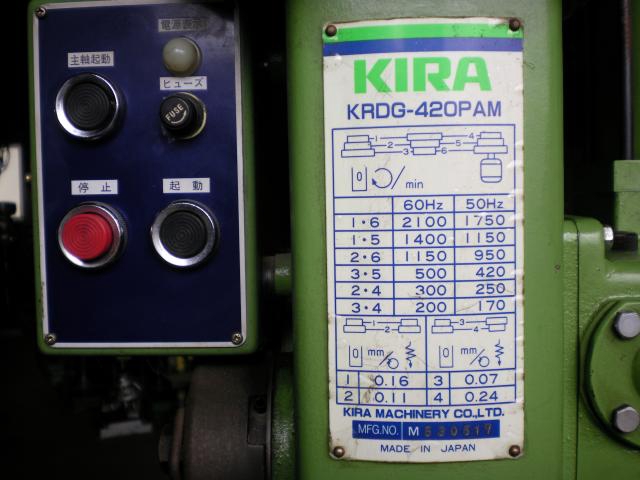 電源表示
主軸起動
ヒューズ
FUSE
停止
起動
KIRA
KRDG-420PAM
1 2 3 4 5 6
0 /min
60Hz 50Hz
1·6 2100 1750
1·5 1400 1150
2·6 1150 950
3·5 500 420
2·4 300 250
3·4 200 170
1 2 3 4
0 mm/ 0 mm/
1 0.16 3 0.07
2 0.11 4 0.24
KIRA MACHINERY CO.,LTD.
MFG.NO. M530517
MADE IN JAPAN